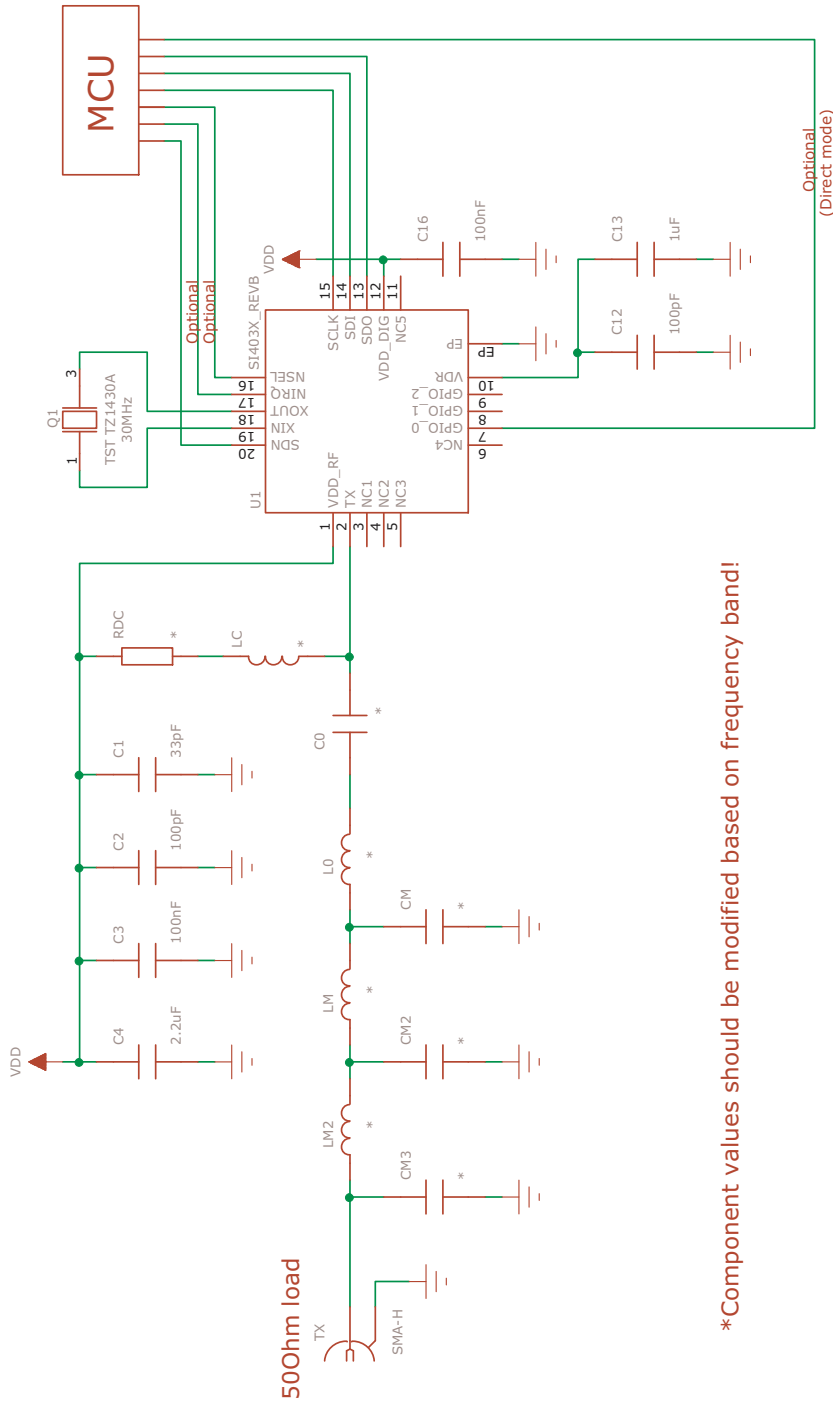 MCU
VDD
Q1
1
3
TST TZ1430A
30MHz
C4
2.2uF
C3
100nF
C2
100pF
C1
33pF
RDC
*
LC
*
Optional
Optional
U1
SI403X_REVB
VDD
20
19
18
17
16
SDN
XIN
XOUT
NIRQ
NSEL
1
VDD_RF
2
TX
3
NC1
4
NC2
5
NC3
15
SCLK
14
SDI
13
SDO
12
VDD_DIG
11
NC5
NC4
GPIO_0
GPIO_1
GPIO_2
VDR
EP
6
7
8
9
10
EP
C16
100nF
50Ohm load
TX
SMA-H
LM2
*
LM
*
L0
*
C0
*
CM3
*
CM2
*
CM
*
C12
100pF
C13
1uF
Optional
(Direct mode)
*Component values should be modified based on frequency band!